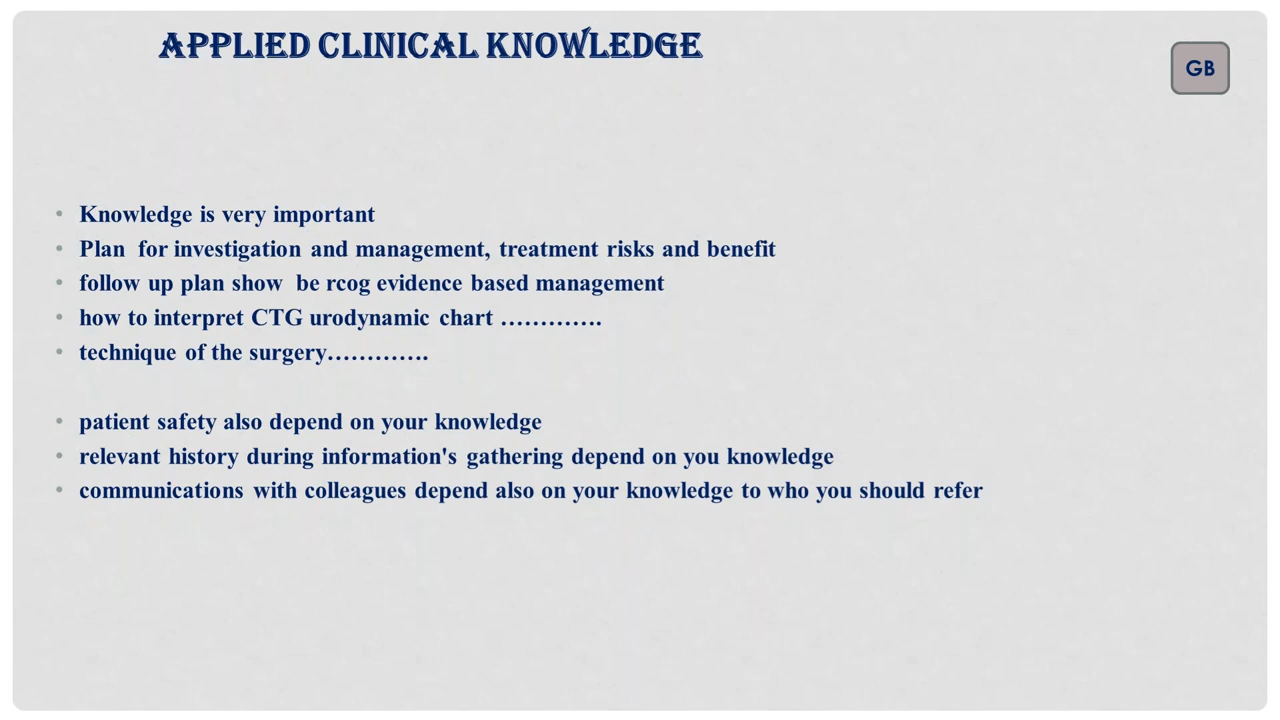 APPLIED CLINICAL KNOWLEDGE
GB
• Knowledge is very important
• Plan for investigation and management, treatment risks and benefit
• follow up plan show be rcog evidence based management
• how to interpret CTG urodynamic chart ………….
• technique of the surgery………….
• patient safety also depend on your knowledge
• relevant history during information's gathering depend on you knowledge
• communications with colleagues depend also on your knowledge to who you should refer